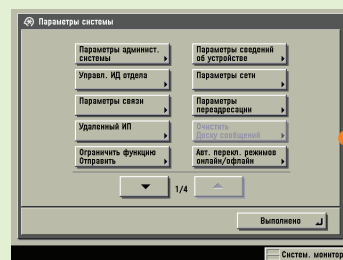 Параметры системы
Параметры админист.
системы
Параметры сведений
об устройстве
Управл. ИД отдела
Параметры сети
Параметры связи
Параметры
переадресации
Удаленный ИП
Очистить
Доску сообщений
Ограничить функцию
Отправить
Авт. перекл. режимов
онлайн/офлайн
1/4
Выполнено
Систем. монитор